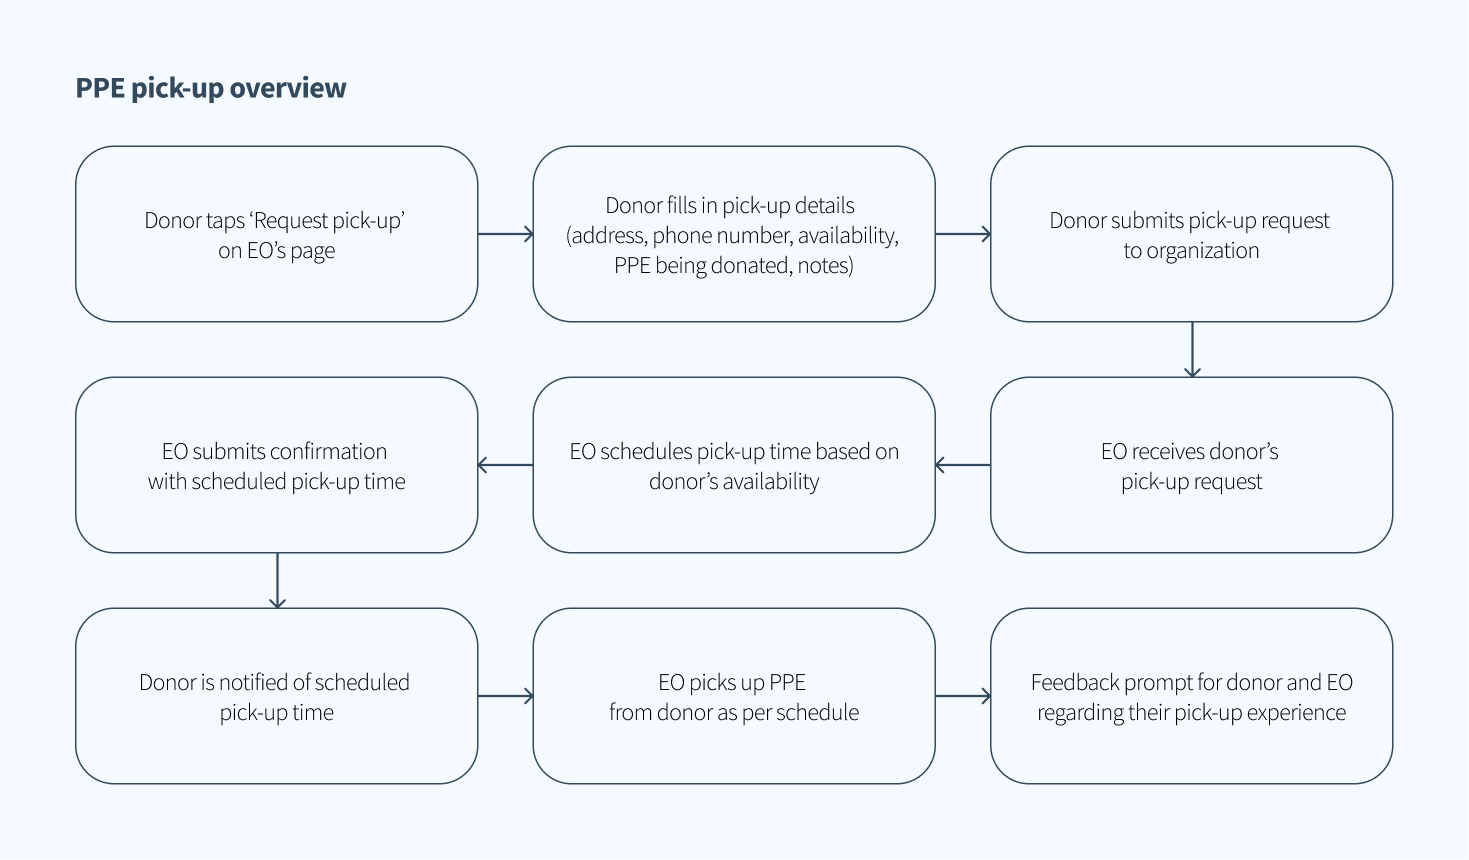 PPE pick-up overview
Donor taps ‘Request pick-up’
on EO’s page
Donor fills in pick-up details
(address, phone number, availability,
PPE being donated, notes)
Donor submits pick-up request
to organization
EO submits confirmation
with scheduled pick-up time
EO schedules pick-up time based on
donor’s availability
EO receives donor’s
pick-up request
Donor is notified of scheduled
pick-up time
EO picks up PPE
from donor as per schedule
Feedback prompt for donor and EO
regarding their pick-up experience